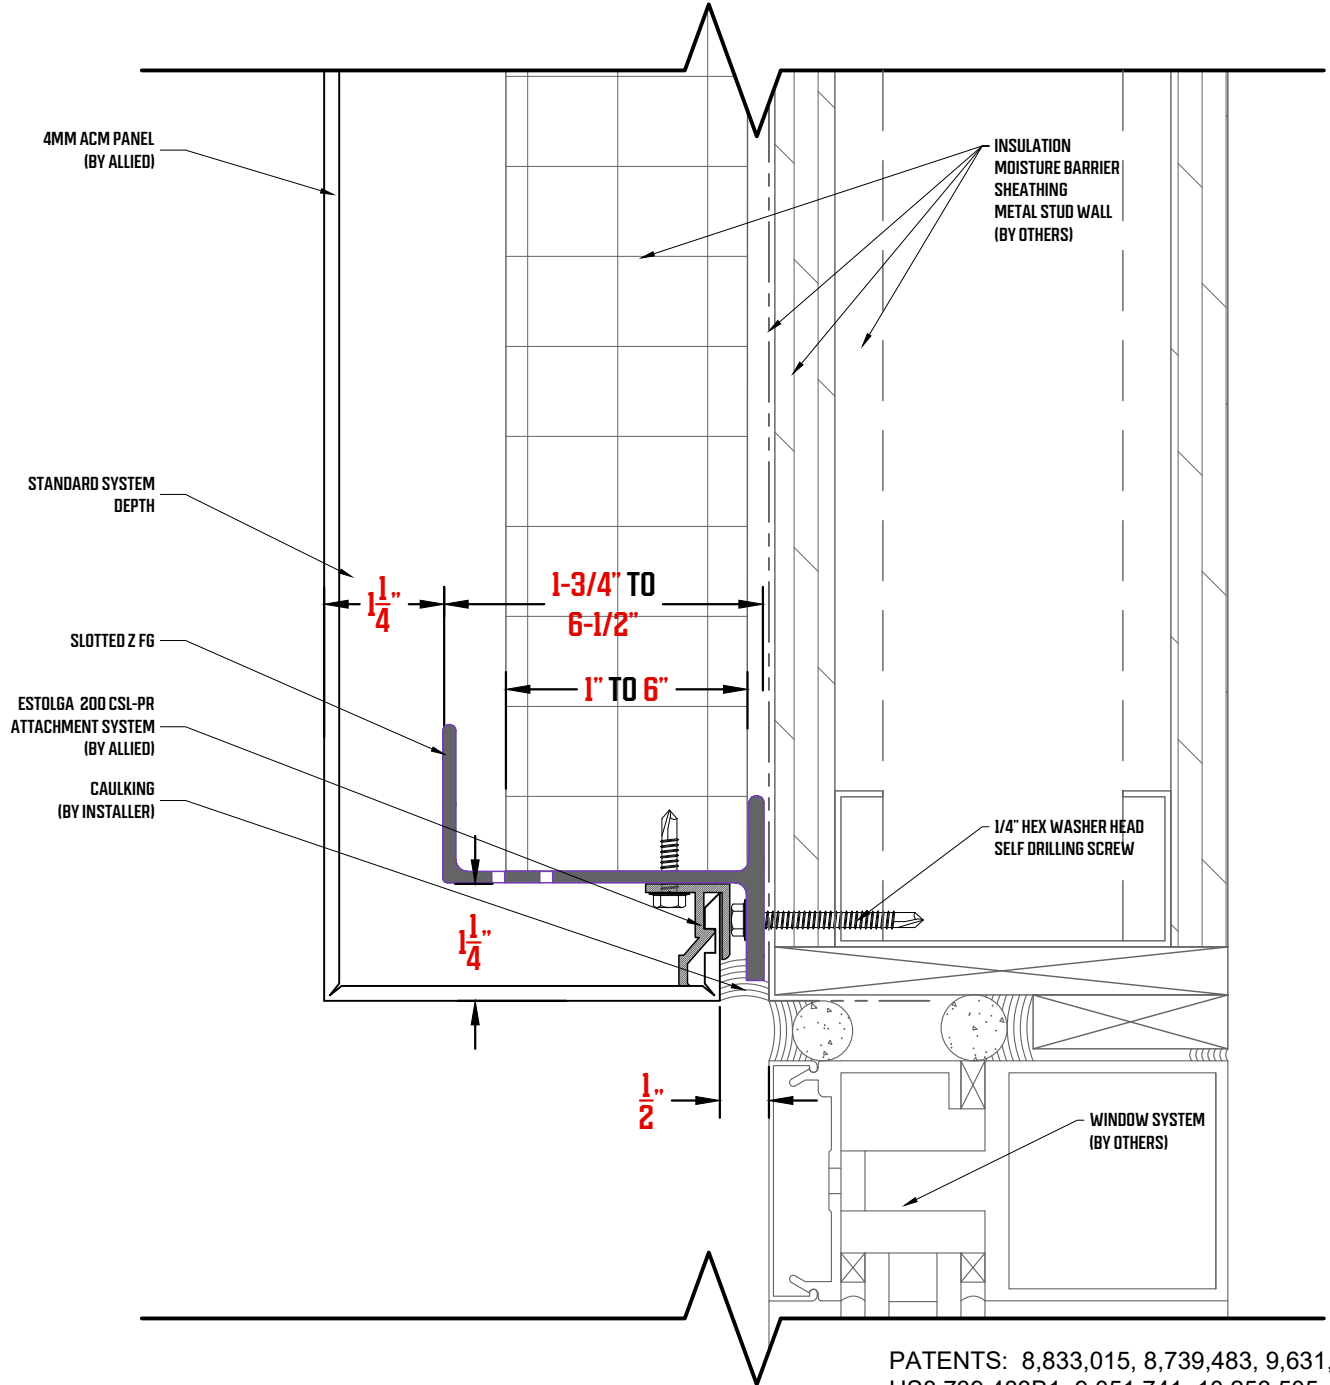 4MM ACM PANEL
(BY ALLIED)
INSULATION
MOISTURE BARRIER
SHEATHING
METAL STUD WALL
(BY OTHERS)
STANDARD SYSTEM
DEPTH
1 1/4"
1-3/4" TO
6-1/2"
SLOTTED Z FG
1" TO 6"
ESTOLGA 200 CSL-PR
ATTACHMENT SYSTEM
(BY ALLIED)
CAULKING
(BY INSTALLER)
1/4" HEX WASHER HEAD
SELF DRILLING SCREW
1 1/4"
1/2"
WINDOW SYSTEM
(BY OTHERS)
PATENTS: 8,833,015, 8,739,483, 9,631,